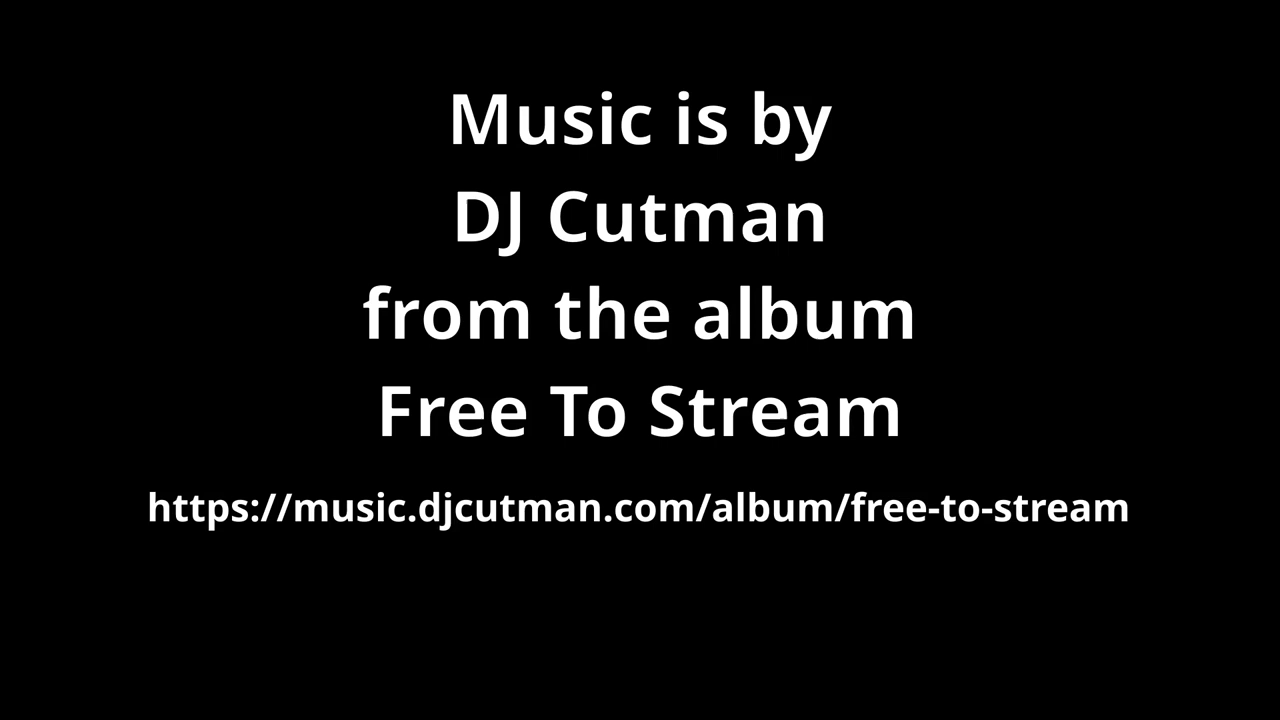 Music is by
DJ Cutman
from the album
Free To Stream
https://music.djcutman.com/album/free-to-stream